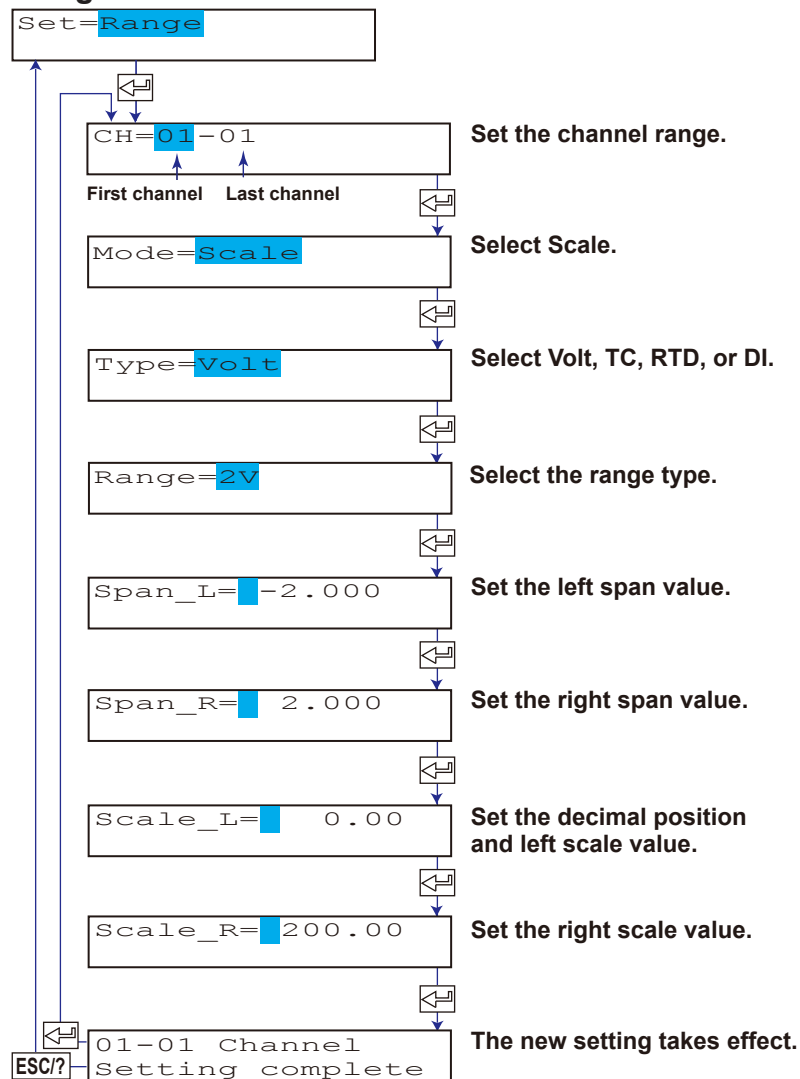 Set=Range
CH=01-01
Set the channel range.
First channel Last channel
Mode=Scale
Select Scale.
Type=Volt
Select Volt, TC, RTD, or DI.
Range=2V
Select the range type.
Span_L= -2.000
Set the left span value.
Span_R= 2.000
Set the right span value.
Scale_L= 0.00
Set the decimal position
and left scale value.
Scale_R= 200.00
Set the right scale value.
01-01 Channel
Setting complete
The new setting takes effect.
ESC/?